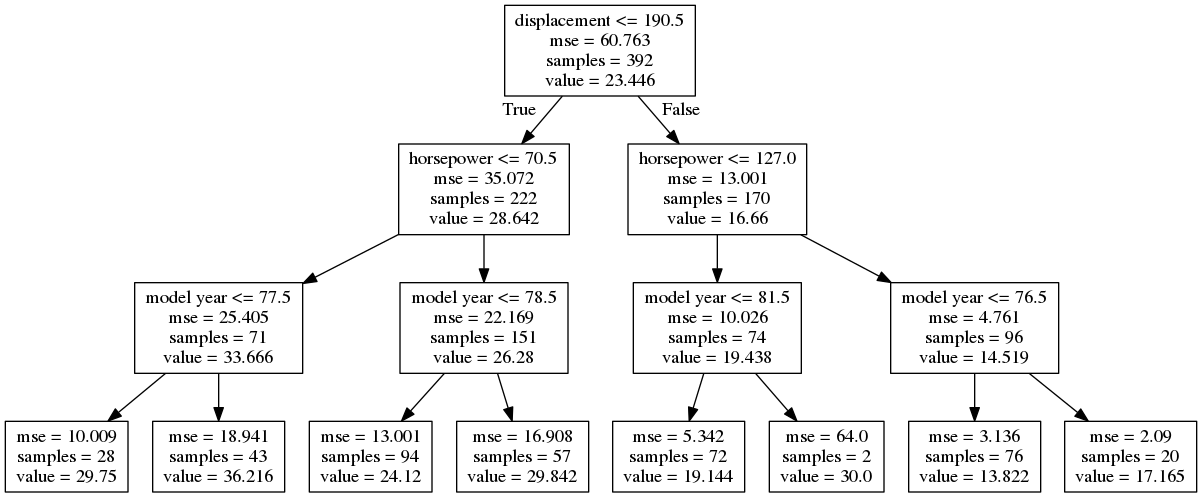 displacement <= 190.5
mse = 60.763
samples = 392
value = 23.446
True
False
horsepower <= 70.5
mse = 35.072
samples = 222
value = 28.642
horsepower <= 127.0
mse = 13.001
samples = 170
value = 16.66
model year <= 77.5
mse = 25.405
samples = 71
value = 33.666
model year <= 78.5
mse = 22.169
samples = 151
value = 26.28
model year <= 81.5
mse = 10.026
samples = 74
value = 19.438
model year <= 76.5
mse = 4.761
samples = 96
value = 14.519
mse = 10.009
samples = 28
value = 29.75
mse = 18.941
samples = 43
value = 36.216
mse = 13.001
samples = 94
value = 24.12
mse = 16.908
samples = 57
value = 29.842
mse = 5.342
samples = 72
value = 19.144
mse = 64.0
samples = 2
value = 30.0
mse = 3.136
samples = 76
value = 13.822
mse = 2.09
samples = 20
value = 17.165